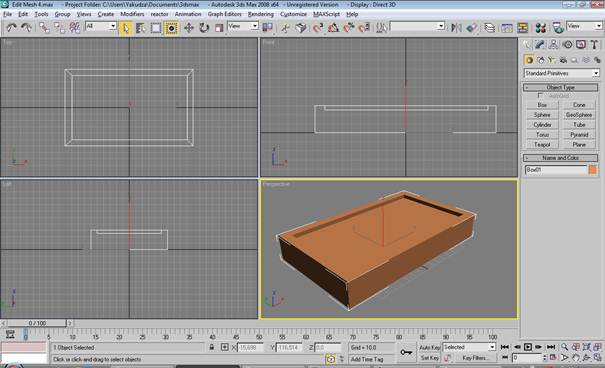 Edit Mesh 4.max - Project Folder: C:\Users\Yakudza\Documents\3dsmax - Autodesk 3ds Max 2008 x64 - Unregistered Version - Display : Direct 3D
File Edit Tools Group Views Create Modifiers reactor Animation Graph Editors Rendering Customize MAXScript Help
All View View
Top Front
Left Perspective
Standard Primitives
- Object Type
AutoGrid
Box Cone
Sphere GeoSphere
Cylinder Tube
Torus Pyramid
Teapot Plane
- Name and Color
Box01
0 / 100
0 5 10 15 20 25 30 35 40 45 50 55 60 65 70 75 80 85 90 95 100
1 Object Selected X: -15,698 Y: -116,514 Z: 0,0 Grid = 10,0 Auto Key Selected
Click or click-and-drag to select objects Add Time Tag Set Key Key Filters... 0